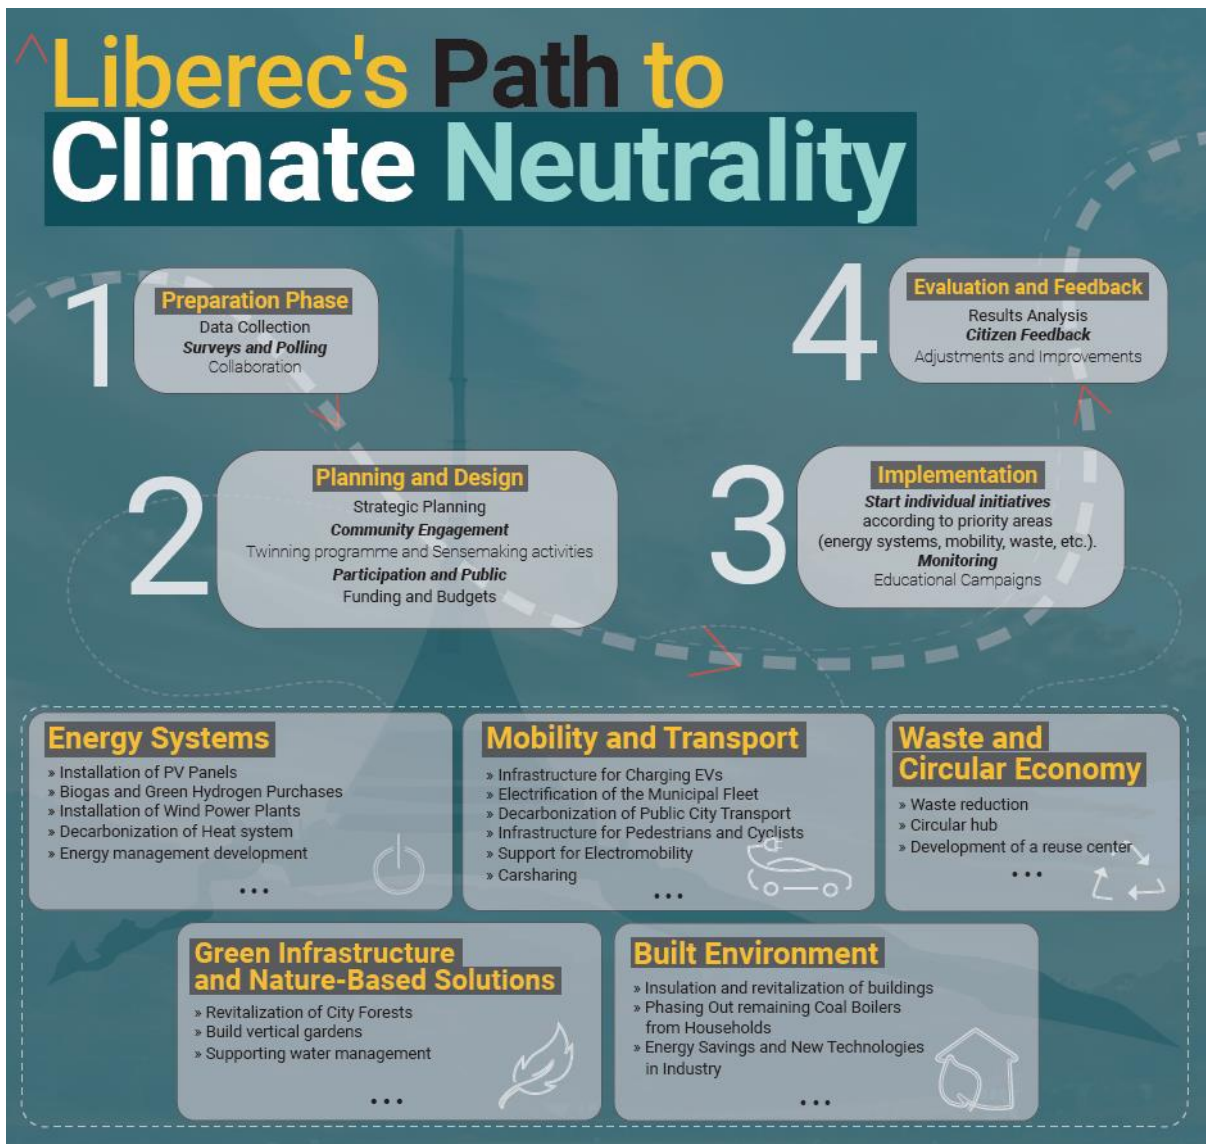 Liberec's Path to
Climate Neutrality
1
Preparation Phase
Data Collection
Surveys and Polling
Collaboration
2
Planning and Design
Strategic Planning
Community Engagement
Twinning programme and Sensemaking activities
Participation and Public
Funding and Budgets
3
Implementation
Start individual initiatives
according to priority areas
(energy systems, mobility, waste, etc.).
Monitoring
Educational Campaigns
4
Evaluation and Feedback
Results Analysis
Citizen Feedback
Adjustments and Improvements
Energy Systems
» Installation of PV Panels
» Biogas and Green Hydrogen Purchases
» Installation of Wind Power Plants
» Decarbonization of Heat system
» Energy management development
...
Mobility and Transport
» Infrastructure for Charging EVs
» Electrification of the Municipal Fleet
» Decarbonization of Public City Transport
» Infrastructure for Pedestrians and Cyclists
» Support for Electromobility
» Carsharing
...
Waste and
Circular Economy
» Waste reduction
» Circular hub
» Development of a reuse center
...
Green Infrastructure
and Nature-Based Solutions
» Revitalization of City Forests
» Build vertical gardens
» Supporting water management
...
Built Environment
» Insulation and revitalization of buildings
» Phasing Out remaining Coal Boilers
from Households
» Energy Savings and New Technologies
in Industry
...